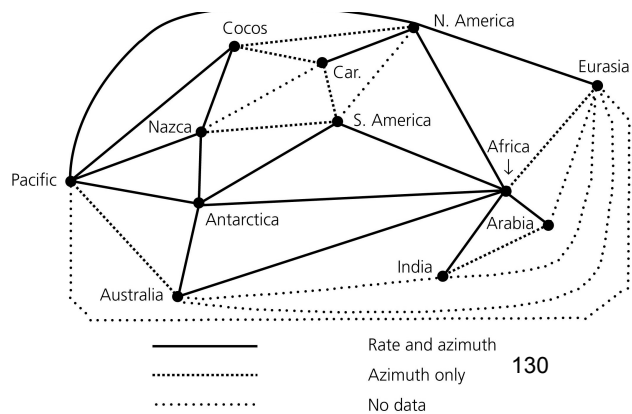 N. America
Cocos
Eurasia
Car.
S. America
Nazca
Africa
Pacific
Antarctica
Arabia
India
Australia
Rate and azimuth
Azimuth only
130
No data